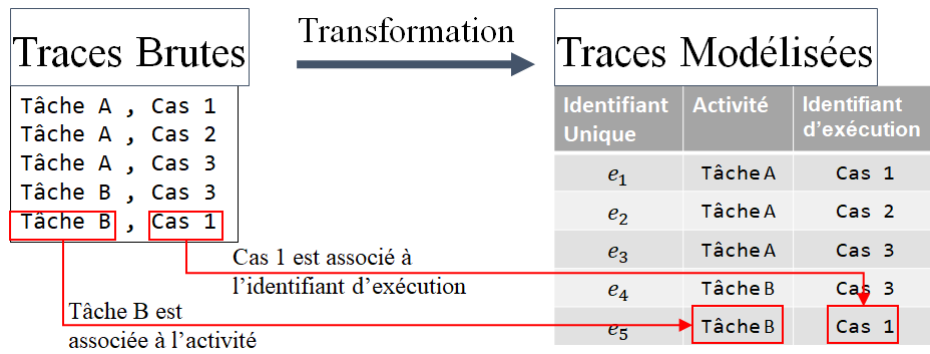 Traces Brutes
Transformation
Traces Modélisées
Tâche A , Cas 1
Tâche A , Cas 2
Tâche A , Cas 3
Tâche B , Cas 3
Tâche B , Cas 1
Cas 1 est associé à
l'identifiant d'exécution
Tâche B est
associée à l'activité
Identifiant Unique Activité Identifiant d'exécution
e₁ Tâche A Cas 1
e₂ Tâche A Cas 2
e₃ Tâche A Cas 3
e₄ Tâche B Cas 3
e₅ Tâche B Cas 1